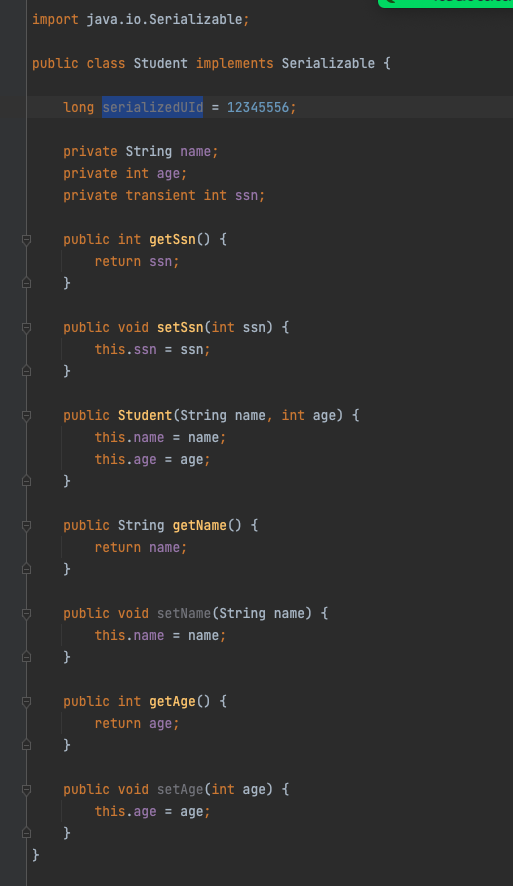 import java.io.Serializable;
public class Student implements Serializable {
long serializedUId = 12345556;
private String name;
private int age;
private transient int ssn;
public int getSsn() {
return ssn;
}
public void setSsn(int ssn) {
this.ssn = ssn;
}
public Student(String name, int age) {
this.name = name;
this.age = age;
}
public String getName() {
return name;
}
public void setName(String name) {
this.name = name;
}
public int getAge() {
return age;
}
public void setAge(int age) {
this.age = age;
}
}